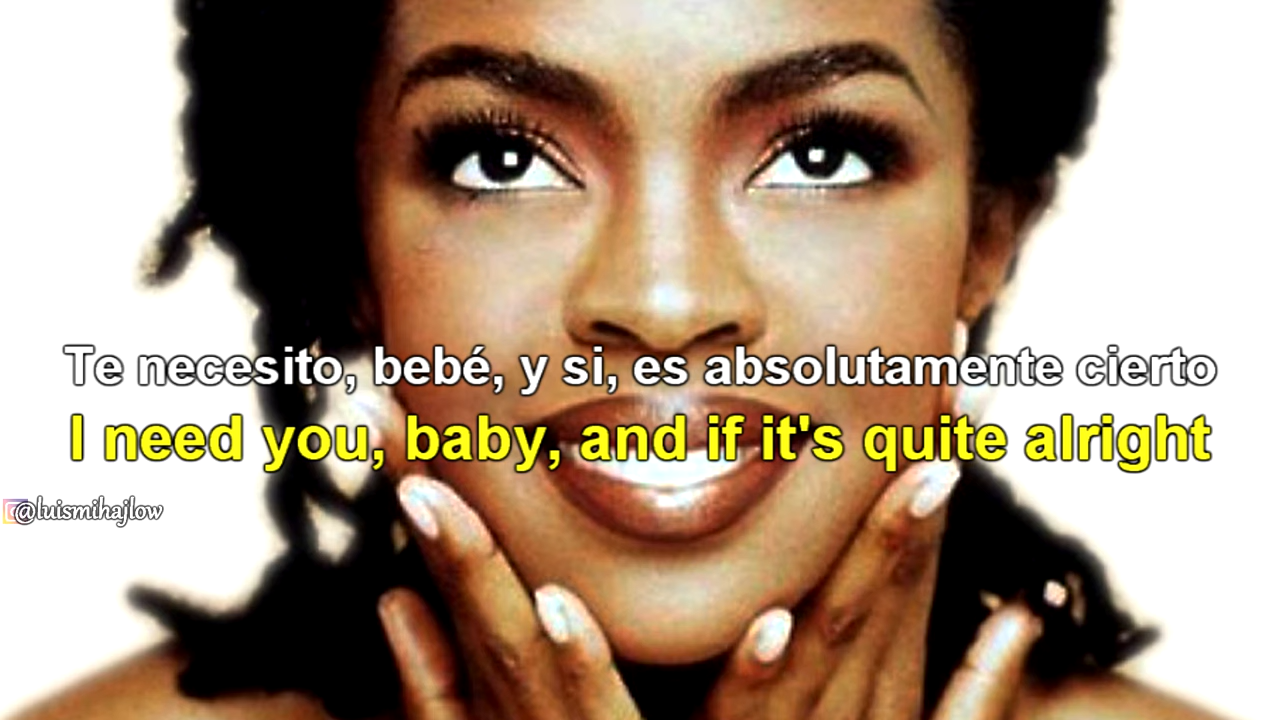 Te necesito, bebé, y si, es absolutamente cierto
I need you, baby, and if it's quite alright
@luismihajlow